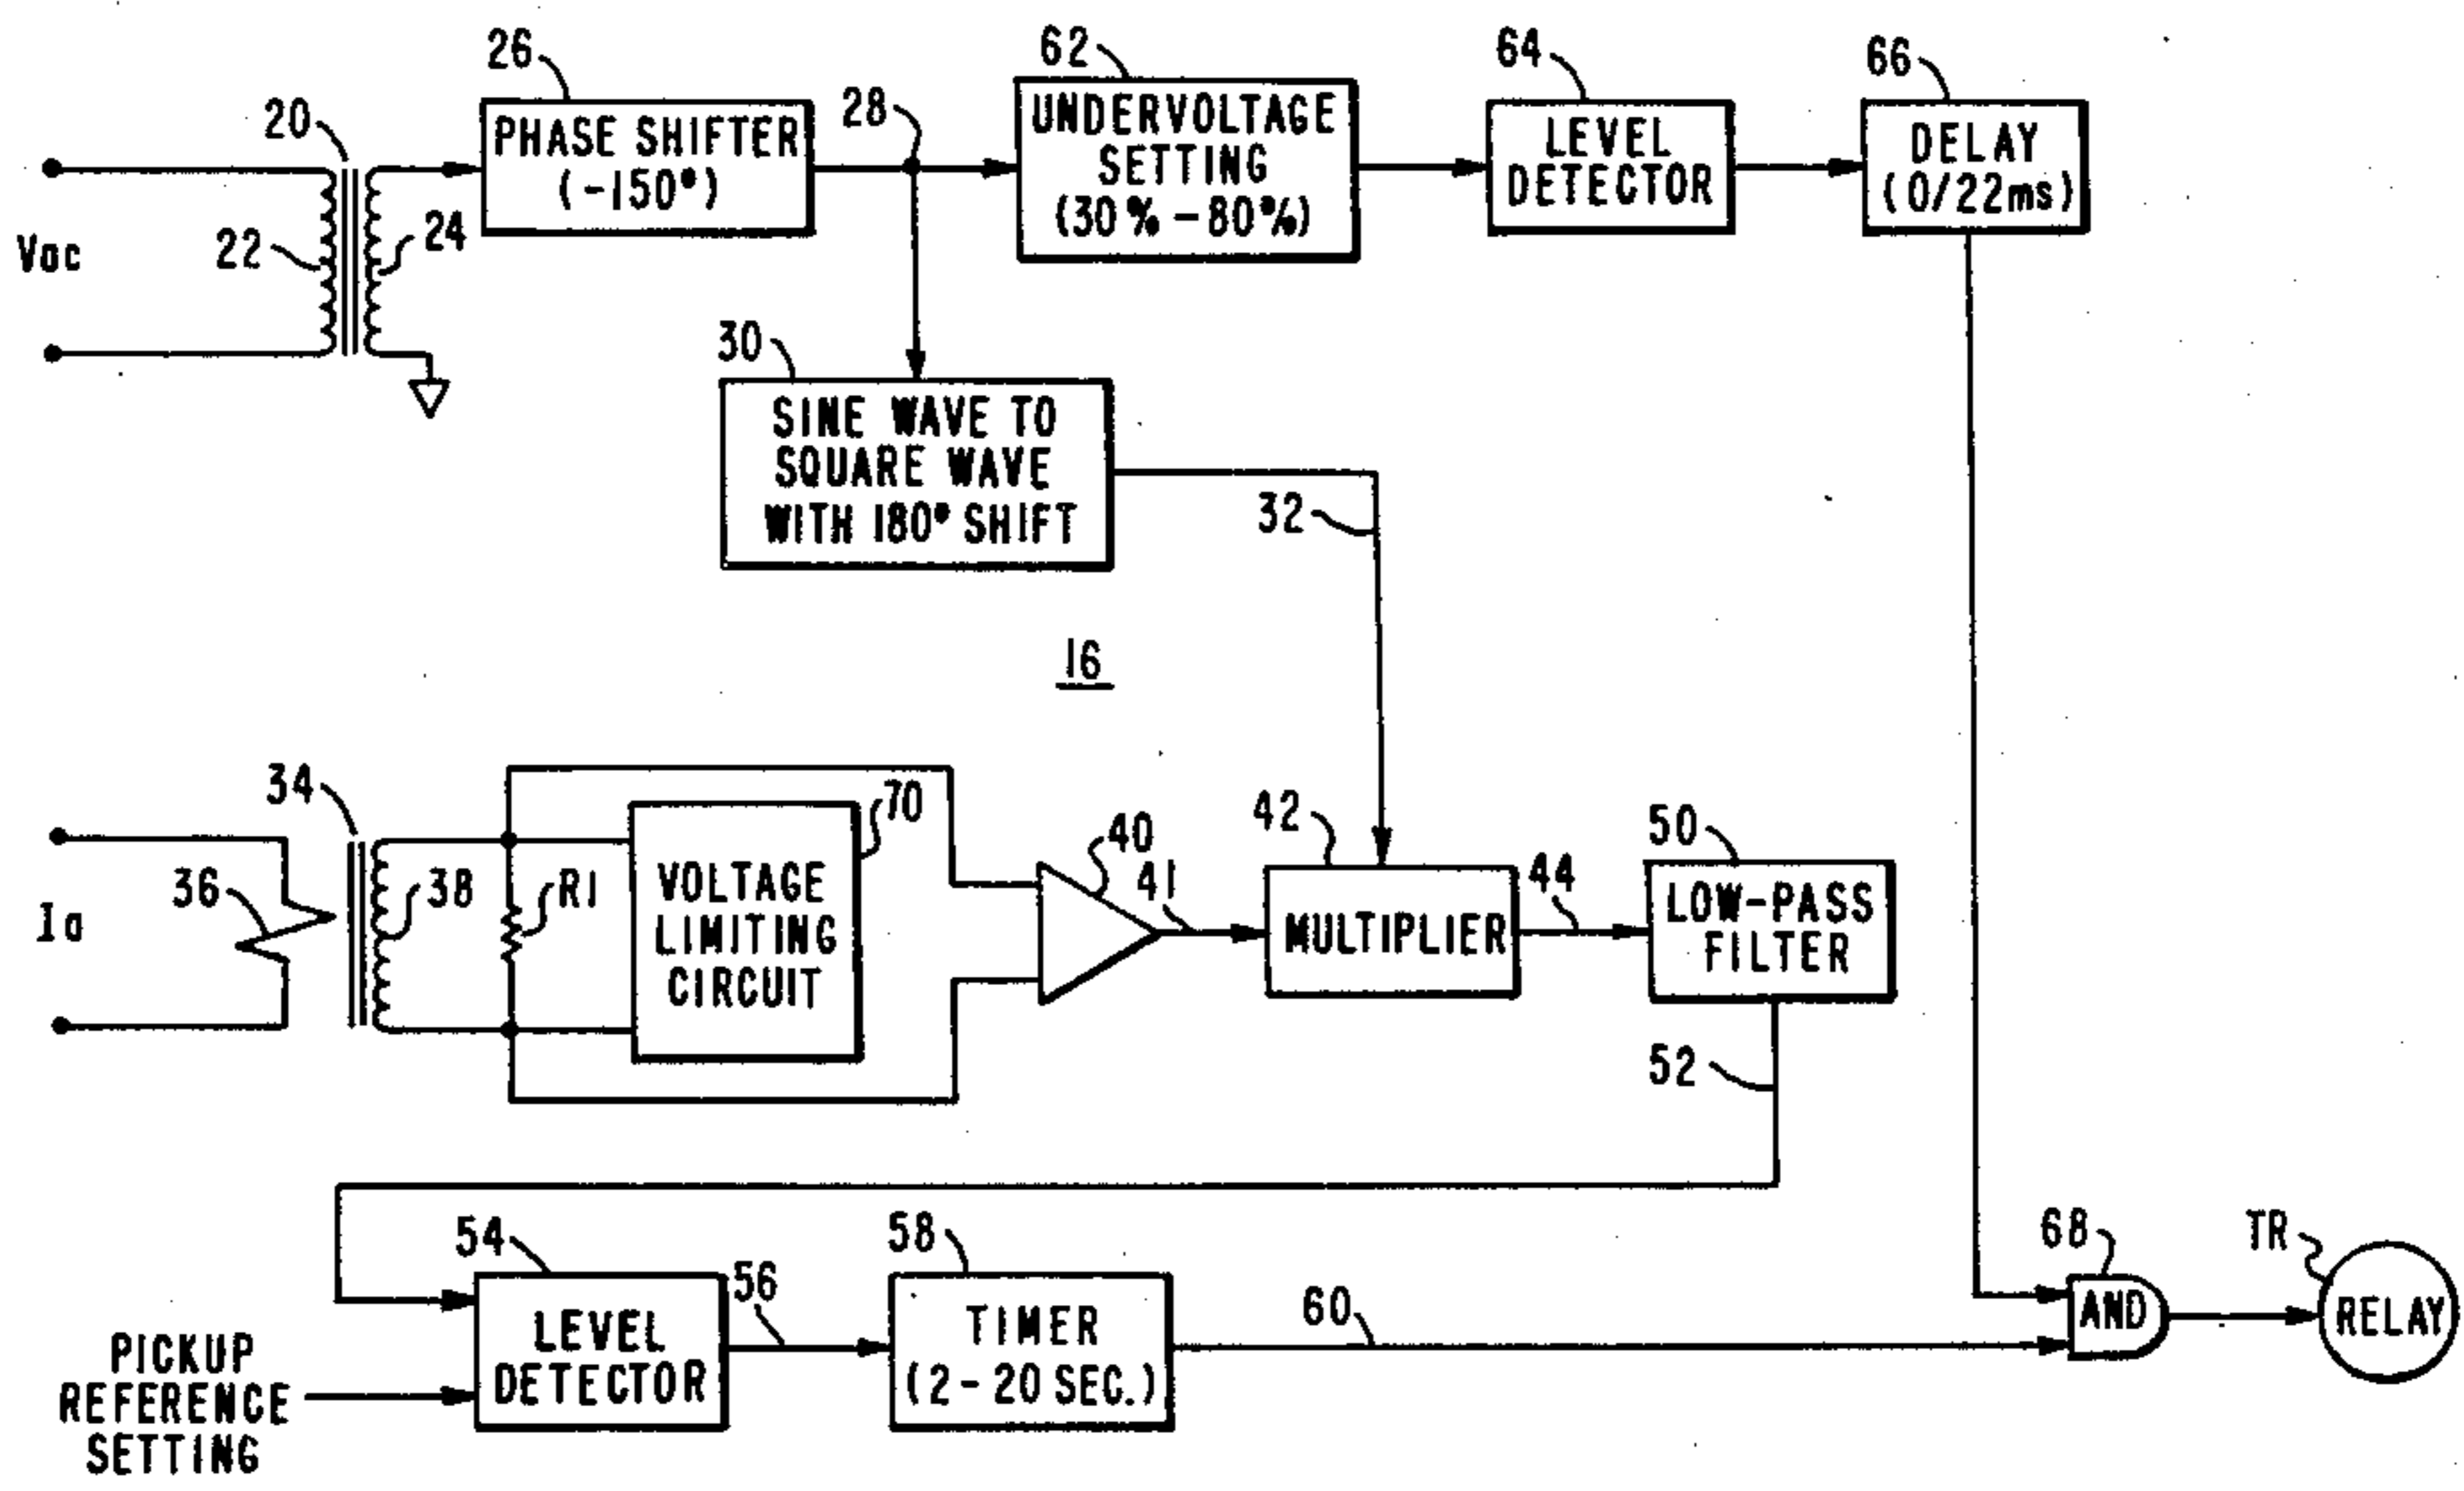 26
PHASE SHIFTER
(-150°)
28
62
UNDERVOLTAGE
SETTING
(30% - 80%)
64
LEVEL
DETECTOR
66
DELAY
(0/22ms)
20
22
24
Vac
30
SINE WAVE TO
SQUARE WAVE
WITH 180° SHIFT
32
16
34
36
38
Ia
R1
70
VOLTAGE
LIMITING
CIRCUIT
40
41
42
MULTIPLIER
44
50
LOW-PASS
FILTER
52
54
LEVEL
DETECTOR
56
58
TIMER
(2 - 20 SEC.)
60
68
AND
TR
RELAY
PICKUP
REFERENCE
SETTING